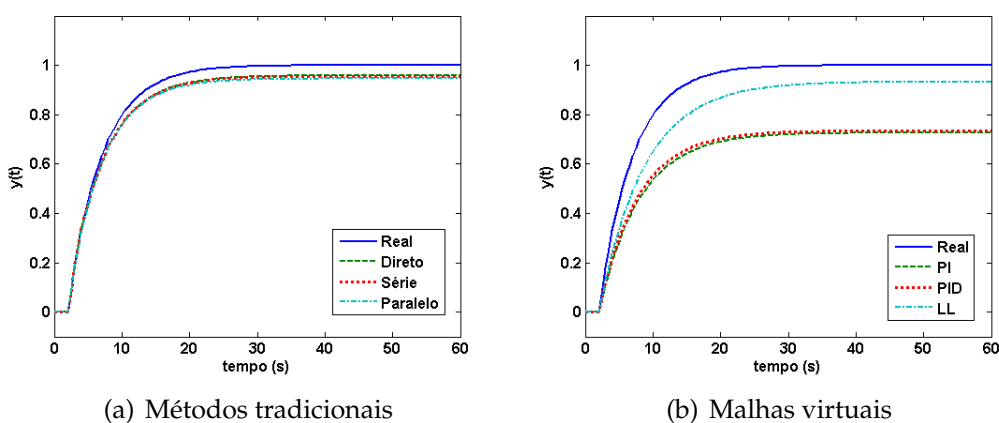 1
0.8
0.6
0.4
0.2
0
y(t)
0 10 20 30 40 50 60
tempo (s)
Real
Direto
Série
Paralelo
(a) Métodos tradicionais
1
0.8
0.6
0.4
0.2
0
y(t)
0 10 20 30 40 50 60
tempo (s)
Real
PI
PID
LL
(b) Malhas virtuais